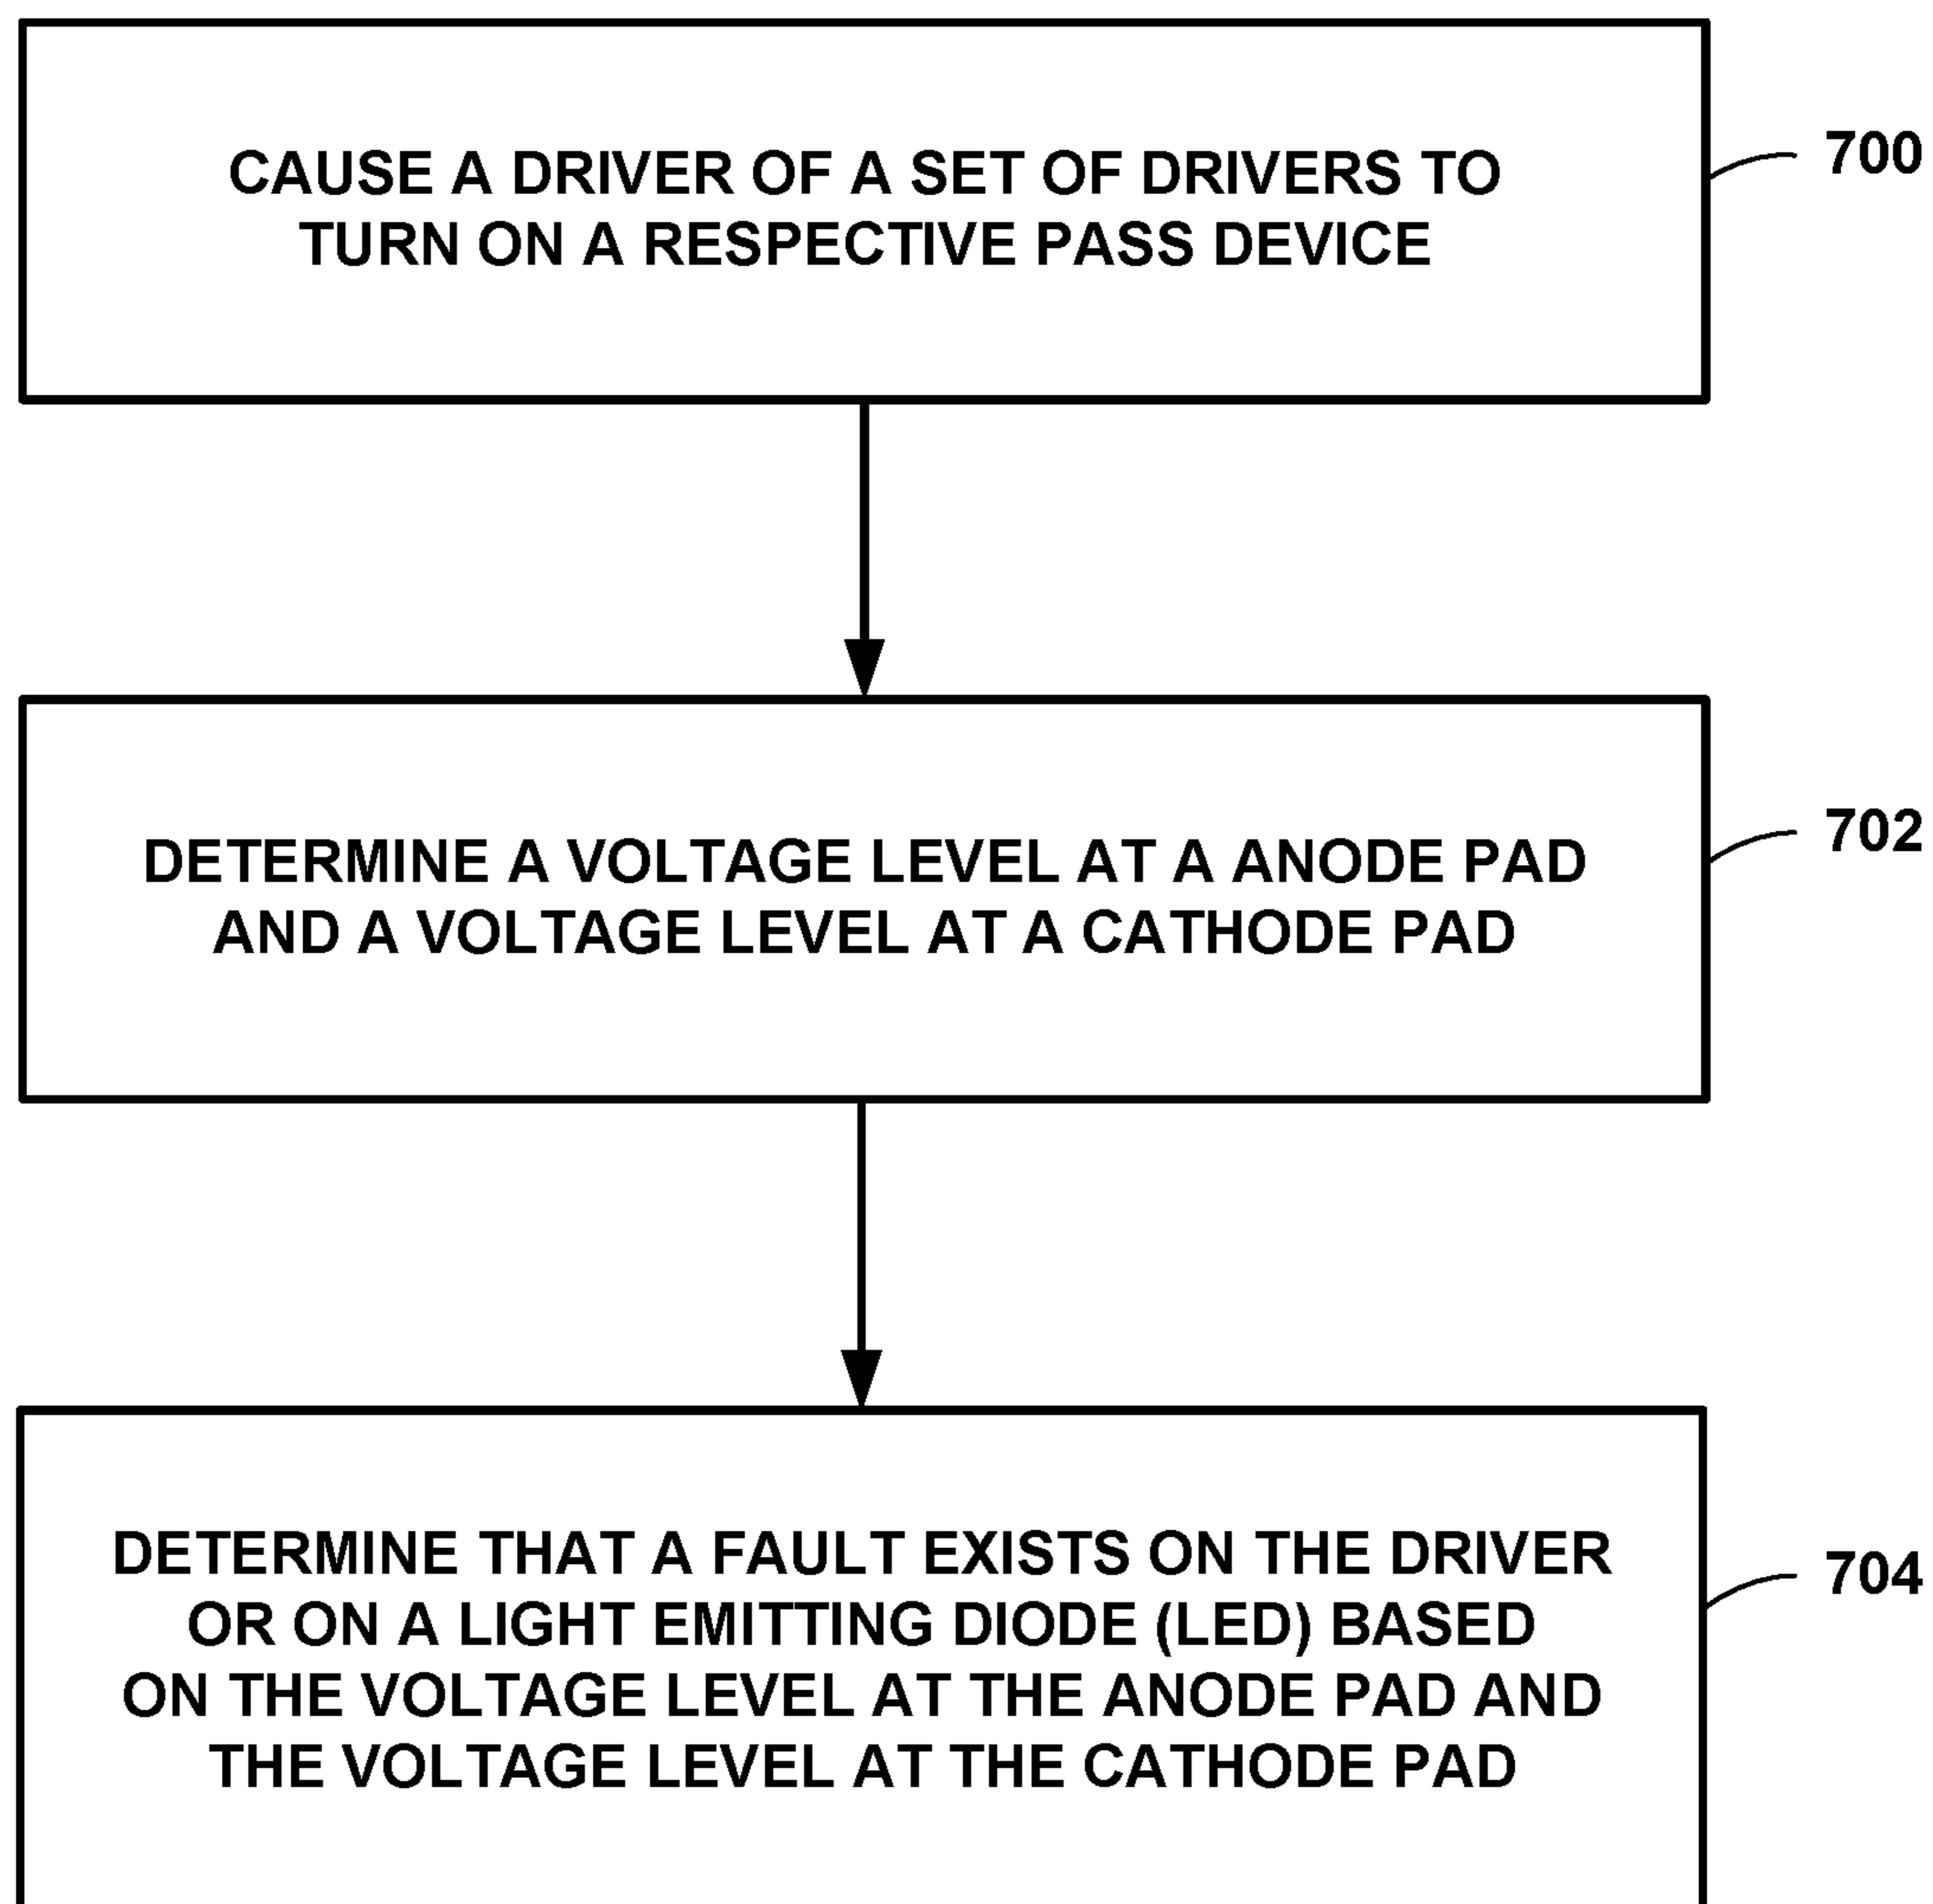 CAUSE A DRIVER OF A SET OF DRIVERS TO
TURN ON A RESPECTIVE PASS DEVICE
700
DETERMINE A VOLTAGE LEVEL AT A ANODE PAD
AND A VOLTAGE LEVEL AT A CATHODE PAD
702
DETERMINE THAT A FAULT EXISTS ON THE DRIVER
OR ON A LIGHT EMITTING DIODE (LED) BASED
ON THE VOLTAGE LEVEL AT THE ANODE PAD AND
THE VOLTAGE LEVEL AT THE CATHODE PAD
704